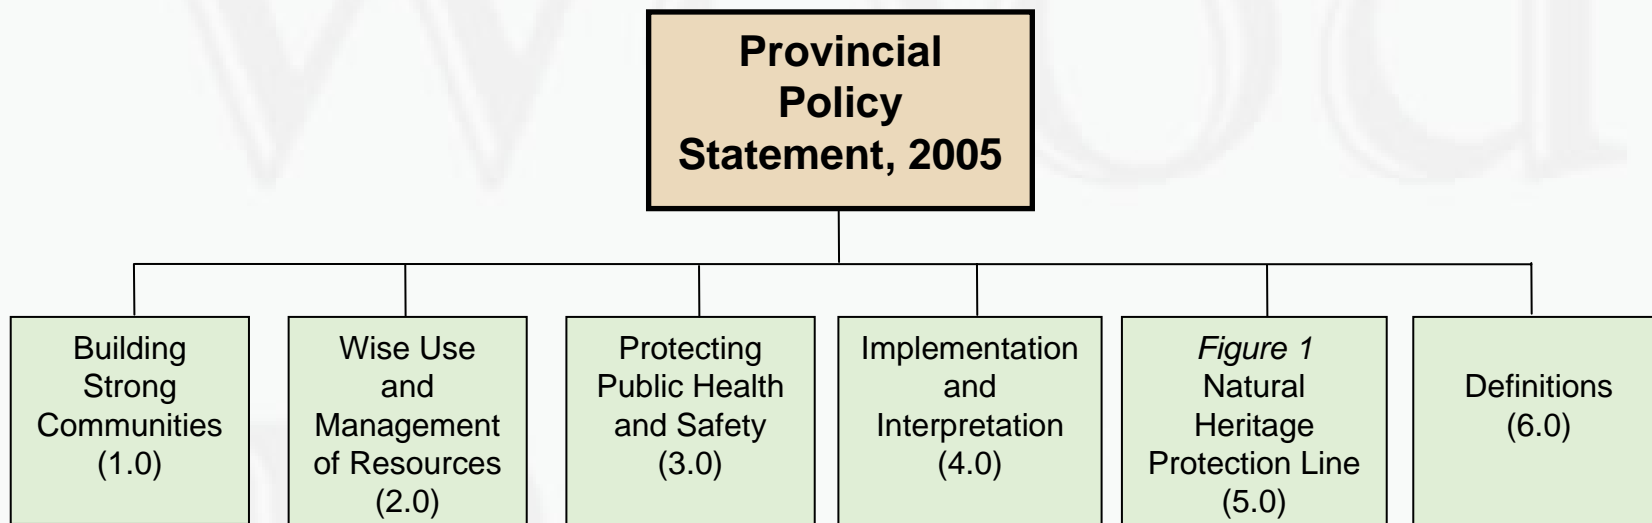 Provincial
Policy
Statement, 2005
Building
Strong
Communities
(1.0)
Wise Use
and
Management
of Resources
(2.0)
Protecting
Public Health
and Safety
(3.0)
Implementation
and
Interpretation
(4.0)
Figure 1
Natural
Heritage
Protection Line
(5.0)
Definitions
(6.0)